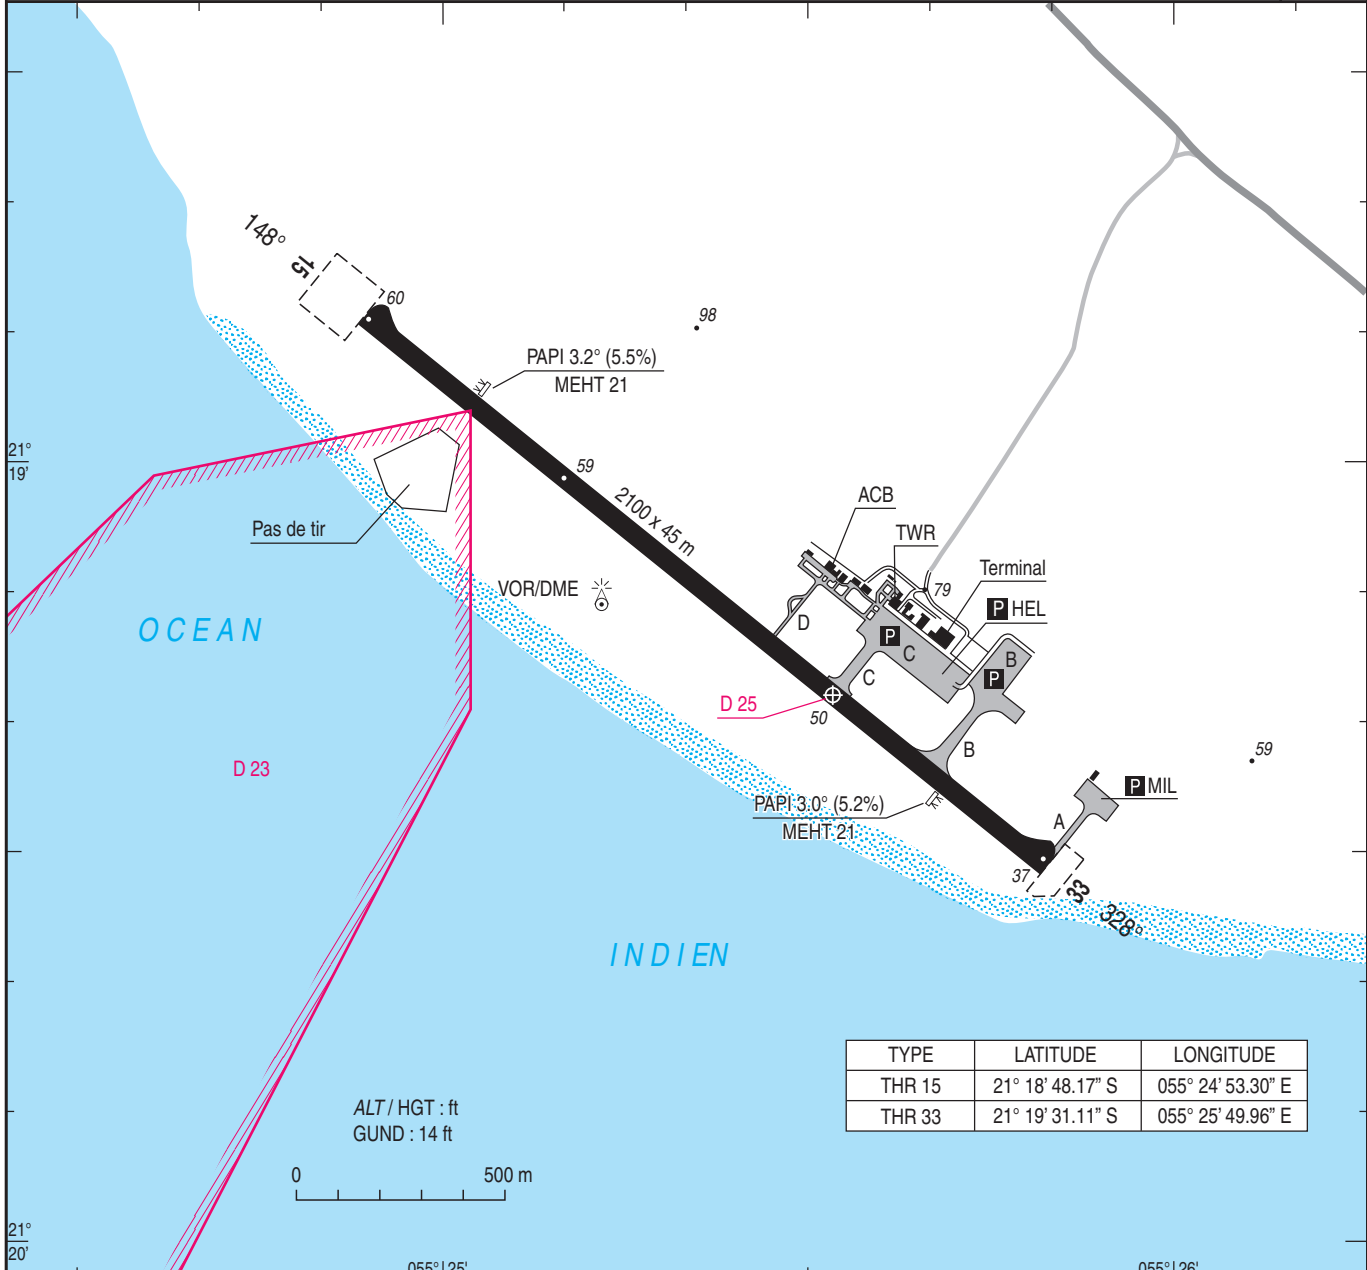 148°
15
60
98
PAPI 3.2° (5.5%)
MEHT 21
21°
19'
59
2100 x 45 m
ACB
TWR
Pas de tir
Terminal
79
VOR/DME
P HEL
OCEAN
D
P
C
B
C
P
D 25
50
B
59
D 23
PAPI 3.0° (5.2%)
MEHT 21
P MIL
A
37
33
328°
INDIEN
TYPE LATITUDE LONGITUDE
THR 15 21° 18' 48.17” S 055° 24' 53.30” E
THR 33 21° 19' 31.11” S 055° 25' 49.96” E
ALT / HGT : ft
GUND : 14 ft
0 500 m
21°
20'
055° 25' 055° 26'